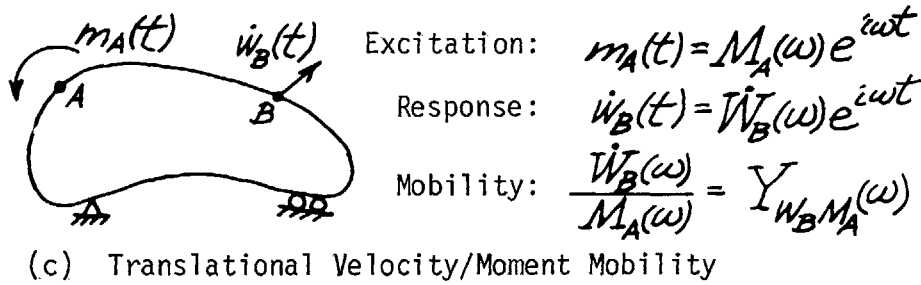 m_A(t)
ẇ_B(t)
A
B
Excitation: m_A(t) = M_A(ω)e^{iωt}
Response: ẇ_B(t) = Ẇ_B(ω)e^{iωt}
Mobility: Ẇ_B(ω) / M_A(ω) = Y_{W_B M_A}(ω)
(c) Translational Velocity/Moment Mobility